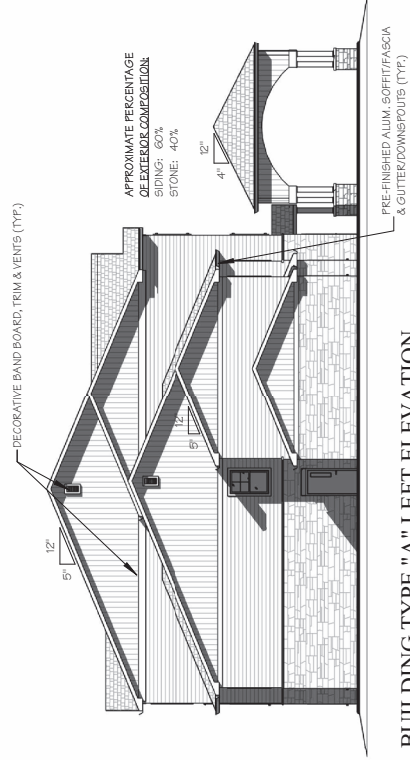 DECORATIVE BAND BOARD, TRIM & VENTS (TYP.)
12"
5"
12"
5"
APPROXIMATE PERCENTAGE
OF EXTERIOR COMPOSITION:
SIDING: 60%
STONE: 40%
12"
4"
PRE-FINISHED ALUM. SOFFIT/FASCIA
& GUTTER/DOWNSPOUTS (TYP.)
BUILDING TYPE "A" LEFT ELEVATION